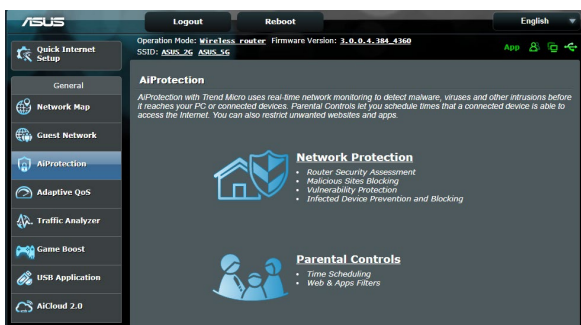 ASUS
Logout
Reboot
English
Quick Internet
Setup
Operation Mode: Wireless router Firmware Version: 3.0.0.4.384_4360
SSID: ASUS_2G ASUS_5G
App
General
Network Map
Guest Network
AiProtection
Adaptive QoS
Traffic Analyzer
Game Boost
USB Application
AiCloud 2.0
AiProtection
AiProtection with Trend Micro uses real-time network monitoring to detect malware, viruses and other intrusions before
it reaches your PC or connected devices. Parental Controls let you schedule times that a connected device is able to
access the Internet. You can also restrict unwanted websites and apps.
Network Protection
• Router Security Assessment
• Malicious Sites Blocking
• Vulnerability Protection
• Infected Device Prevention and Blocking
Parental Controls
• Time Scheduling
• Web & Apps Filters